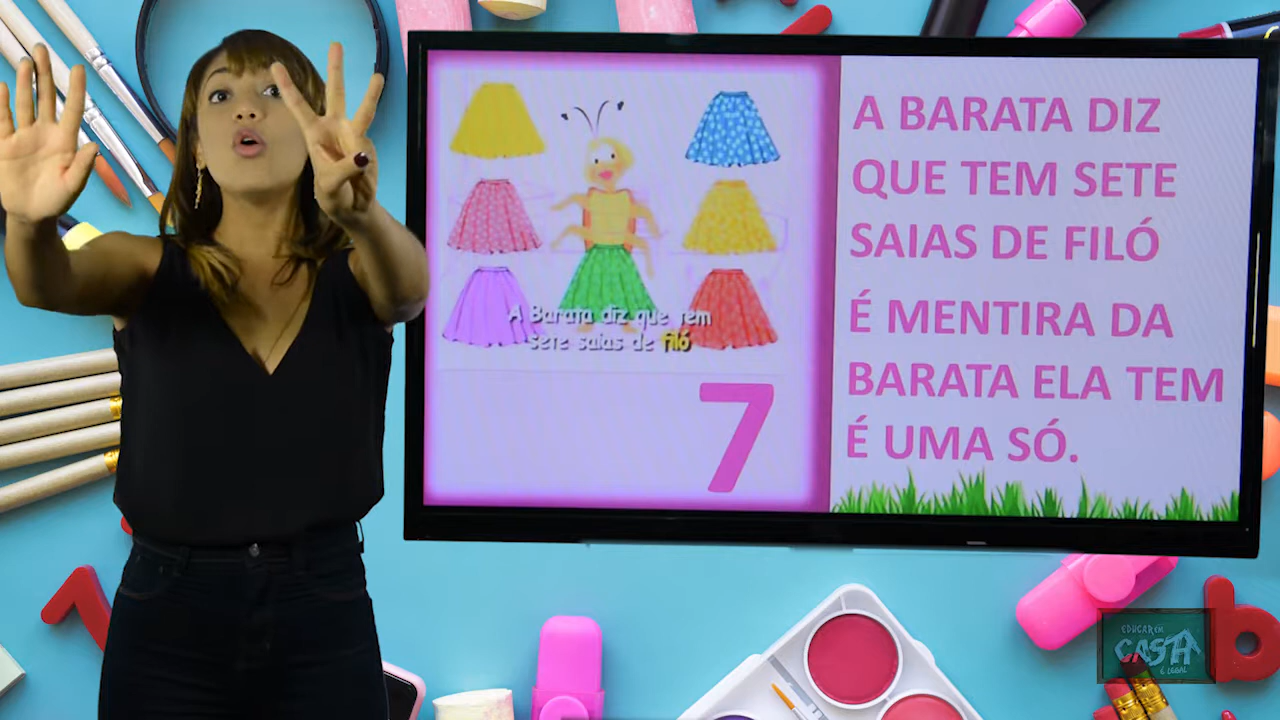 A Barata diz que tem
sete saias de filó
7
A BARATA DIZ
QUE TEM SETE
SAIAS DE FILÓ
É MENTIRA DA
BARATA ELA TEM
É UMA SÓ.
EDUCAR EM
CASA
É LEGAL
b